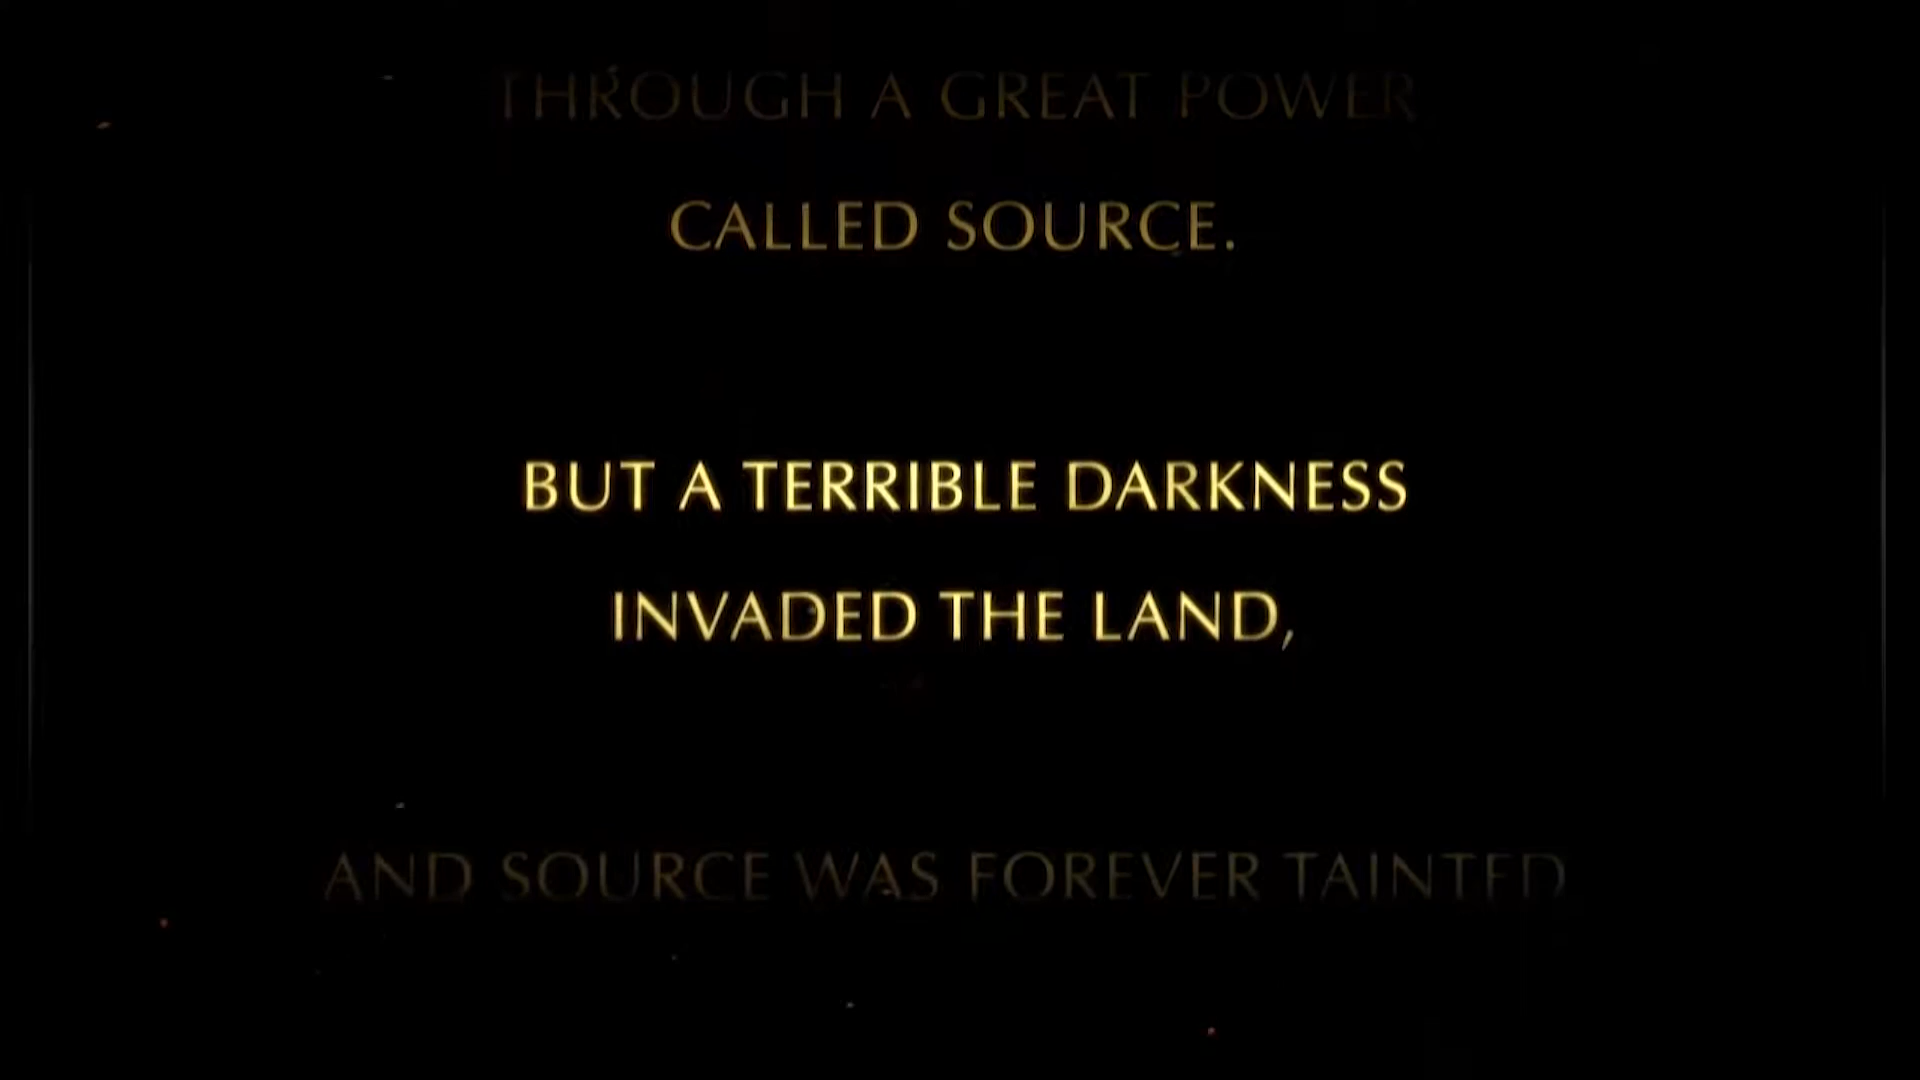 THROUGH A GREAT POWER
CALLED SOURCE.
BUT A TERRIBLE DARKNESS
INVADED THE LAND,
AND SOURCE WAS FOREVER TAINTED